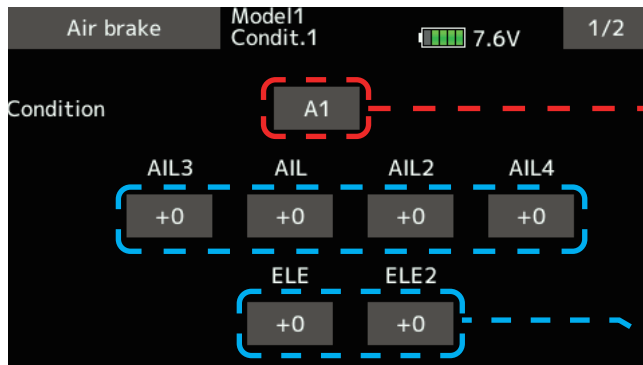 Air brake
Model1
Condit.1
7.6V
1/2
Condition
A1
AIL3 AIL AIL2 AIL4
+0 +0 +0 +0
ELE ELE2
+0 +0